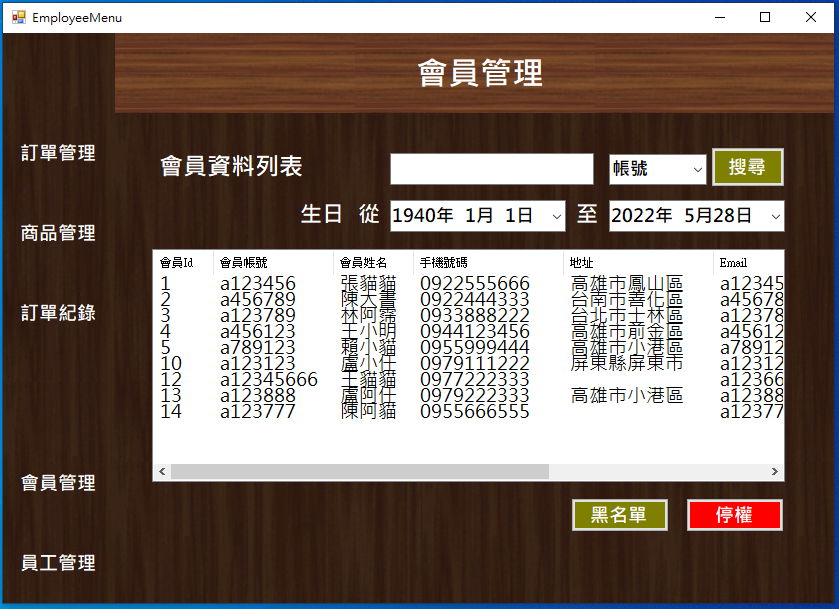 EmployeeMenu
會員管理
訂單管理
商品管理
訂單紀錄
會員管理
員工管理
會員資料列表
帳號
搜尋
生日 從 1940年 1月 1日 至 2022年 5月28日
會員Id 會員帳號 會員姓名 手機號碼 地址 Email
1 a123456 張貓貓 0922555666 高雄市鳳山區 a12345
2 a456789 陳大書 0922444333 台南市善化區 a45678
3 a123789 林阿霈 0933888222 台北市士林區 a12378
4 a456123 王小明 0944123456 高雄市前金區 a45612
5 a789123 賴小貓 0955999444 高雄市小港區 a78912
10 a123123 盧小仕 0979111222 屏東縣屏東市 a12312
12 a12345666 王貓貓 0977222333 a12366
13 a123888 盧阿仕 0979222333 高雄市小港區 a12388
14 a123777 陳阿貓 0955666555 a12377
黑名單
停權